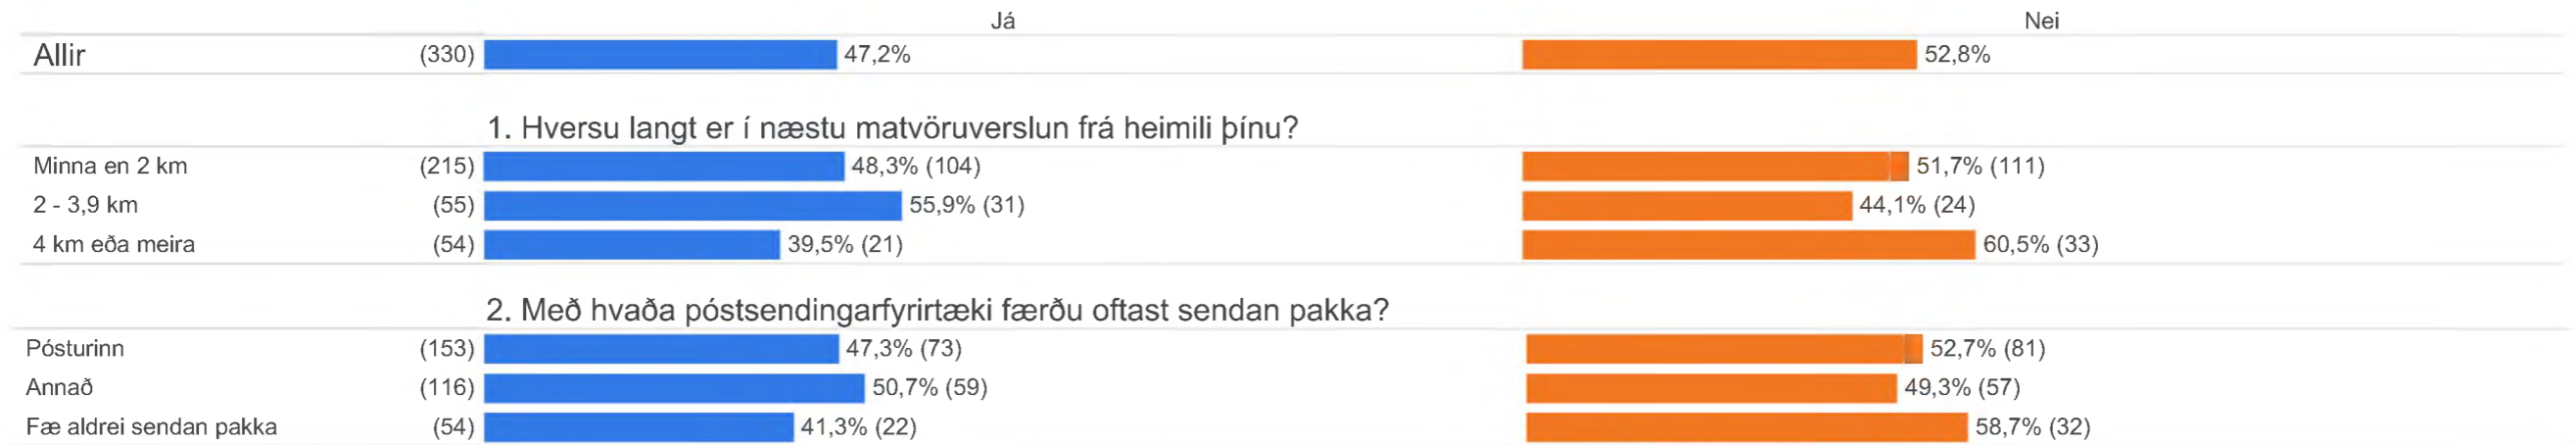 Já Nei
Allir (330) 47,2% 52,8%
1. Hversu langt er í næstu matvöruverslun frá heimili þínu?
Minna en 2 km (215) 48,3% (104) 51,7% (111)
2 - 3,9 km (55) 55,9% (31) 44,1% (24)
4 km eða meira (54) 39,5% (21) 60,5% (33)
2. Með hvaða póstsendingarfyrirtæki færðu oftast sendan pakka?
Pósturinn (153) 47,3% (73) 52,7% (81)
Annað (116) 50,7% (59) 49,3% (57)
Fæ aldrei sendan pakka (54) 41,3% (22) 58,7% (32)